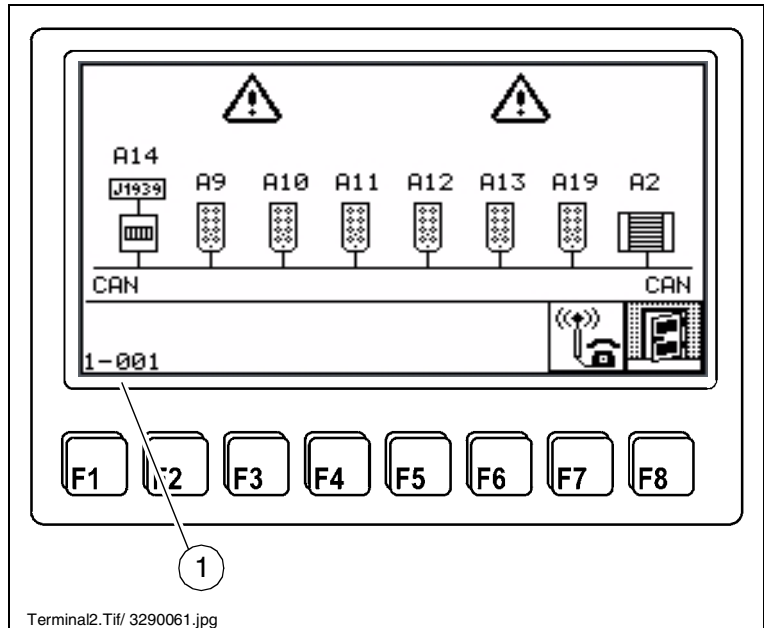 A14
J1939
A9 A10 A11 A12 A13 A19 A2
CAN CAN
1-001
F1 F2 F3 F4 F5 F6 F7 F8
1
Terminal2.Tif/ 3290061.jpg